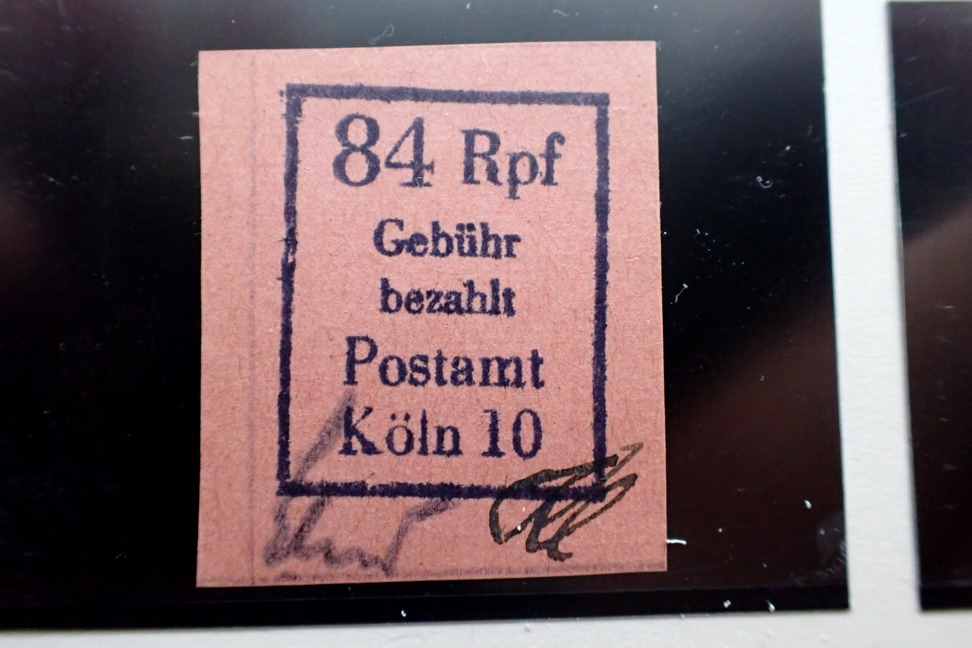 84 Rpf
Gebühr
bezahlt
Postamt
Köln 10